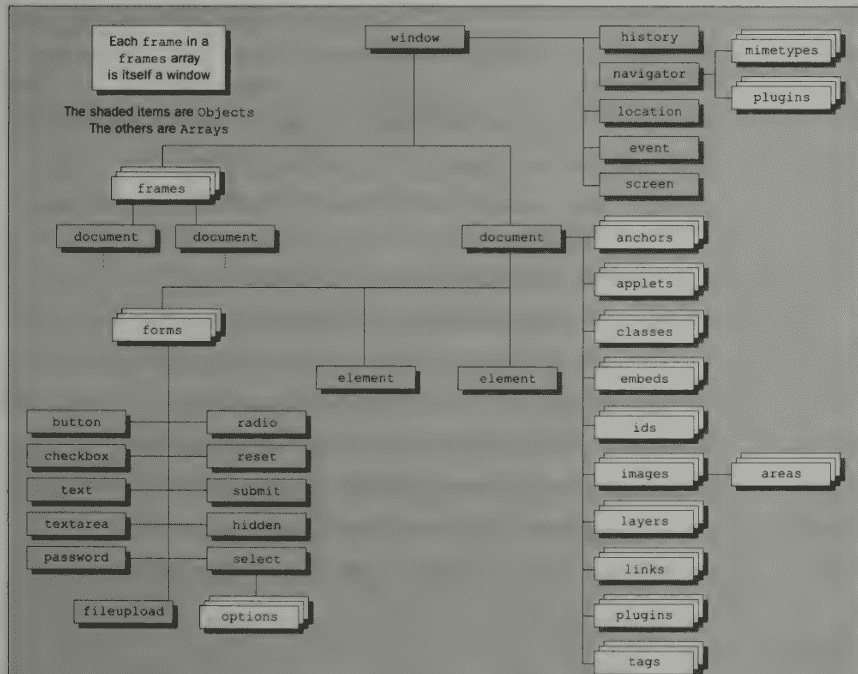 Each frame in a
frames array
is itself a window
The shaded items are Objects
The others are Arrays
window
history
navigator
location
event
screen
mimetypes
plugins
frames
document
document
document
anchors
applets
classes
embeds
ids
images
areas
layers
links
plugins
tags
forms
element
element
button
radio
checkbox
reset
text
submit
textarea
hidden
password
select
fileupload
options